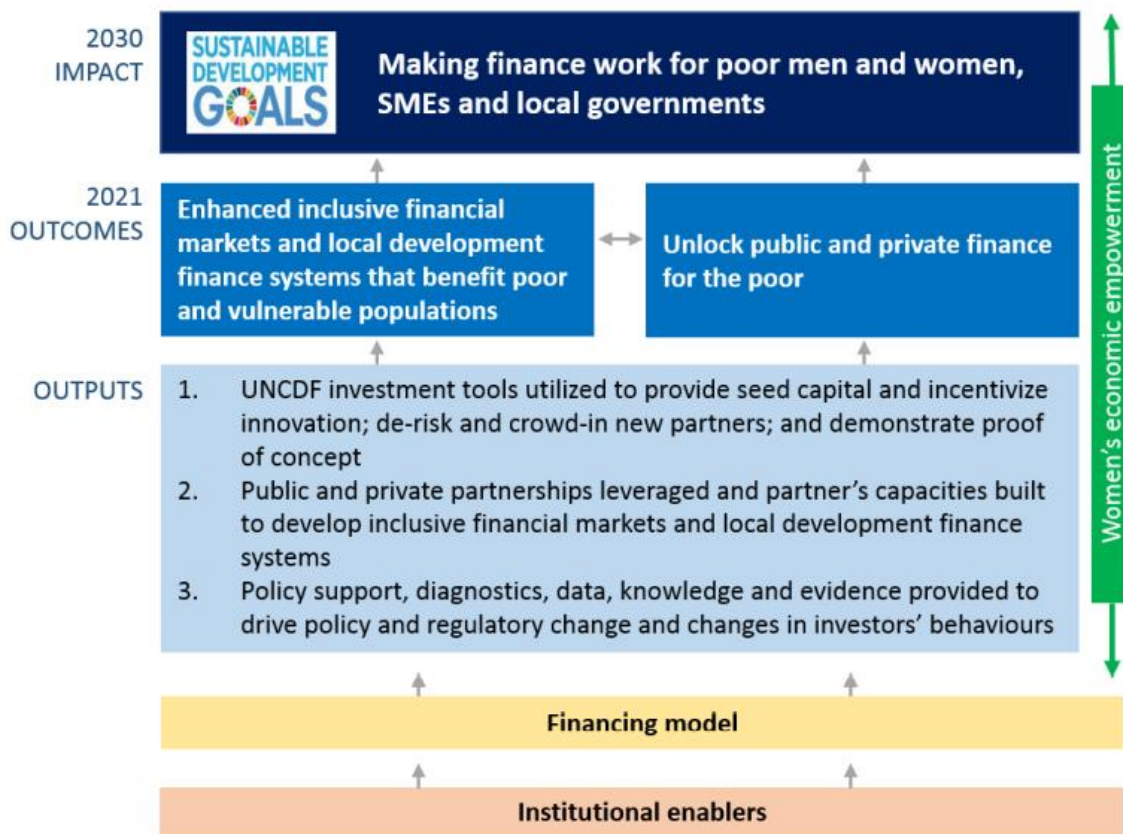 2030
IMPACT
SUSTAINABLE
DEVELOPMENT
GOALS
Making finance work for poor men and women,
SMEs and local governments
2021
OUTCOMES
Enhanced inclusive financial
markets and local development
finance systems that benefit poor
and vulnerable populations
Unlock public and private finance
for the poor
OUTPUTS
1. UNCDF investment tools utilized to provide seed capital and incentivize
innovation; de-risk and crowd-in new partners; and demonstrate proof
of concept
2. Public and private partnerships leveraged and partner’s capacities built
to develop inclusive financial markets and local development finance
systems
3. Policy support, diagnostics, data, knowledge and evidence provided to
drive policy and regulatory change and changes in investors’ behaviours
Women’s economic empowerment
Financing model
Institutional enablers